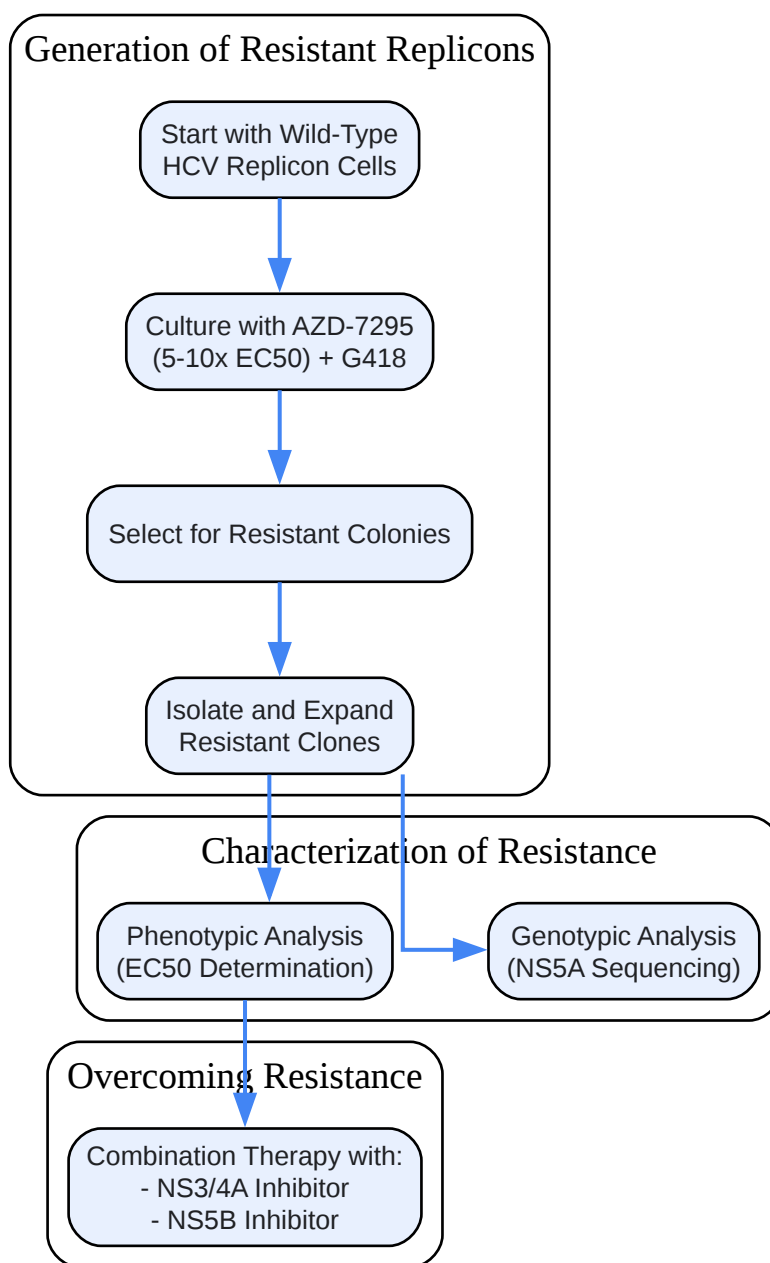 Generation of Resistant Replicons
Start with Wild-Type
HCV Replicon Cells
Culture with AZD-7295
(5-10x EC50) + G418
Select for Resistant Colonies
Isolate and Expand
Resistant Clones
Characterization of Resistance
Phenotypic Analysis
(EC50 Determination)
Genotypic Analysis
(NS5A Sequencing)
Overcoming Resistance
Combination Therapy with:
- NS3/4A Inhibitor
- NS5B Inhibitor